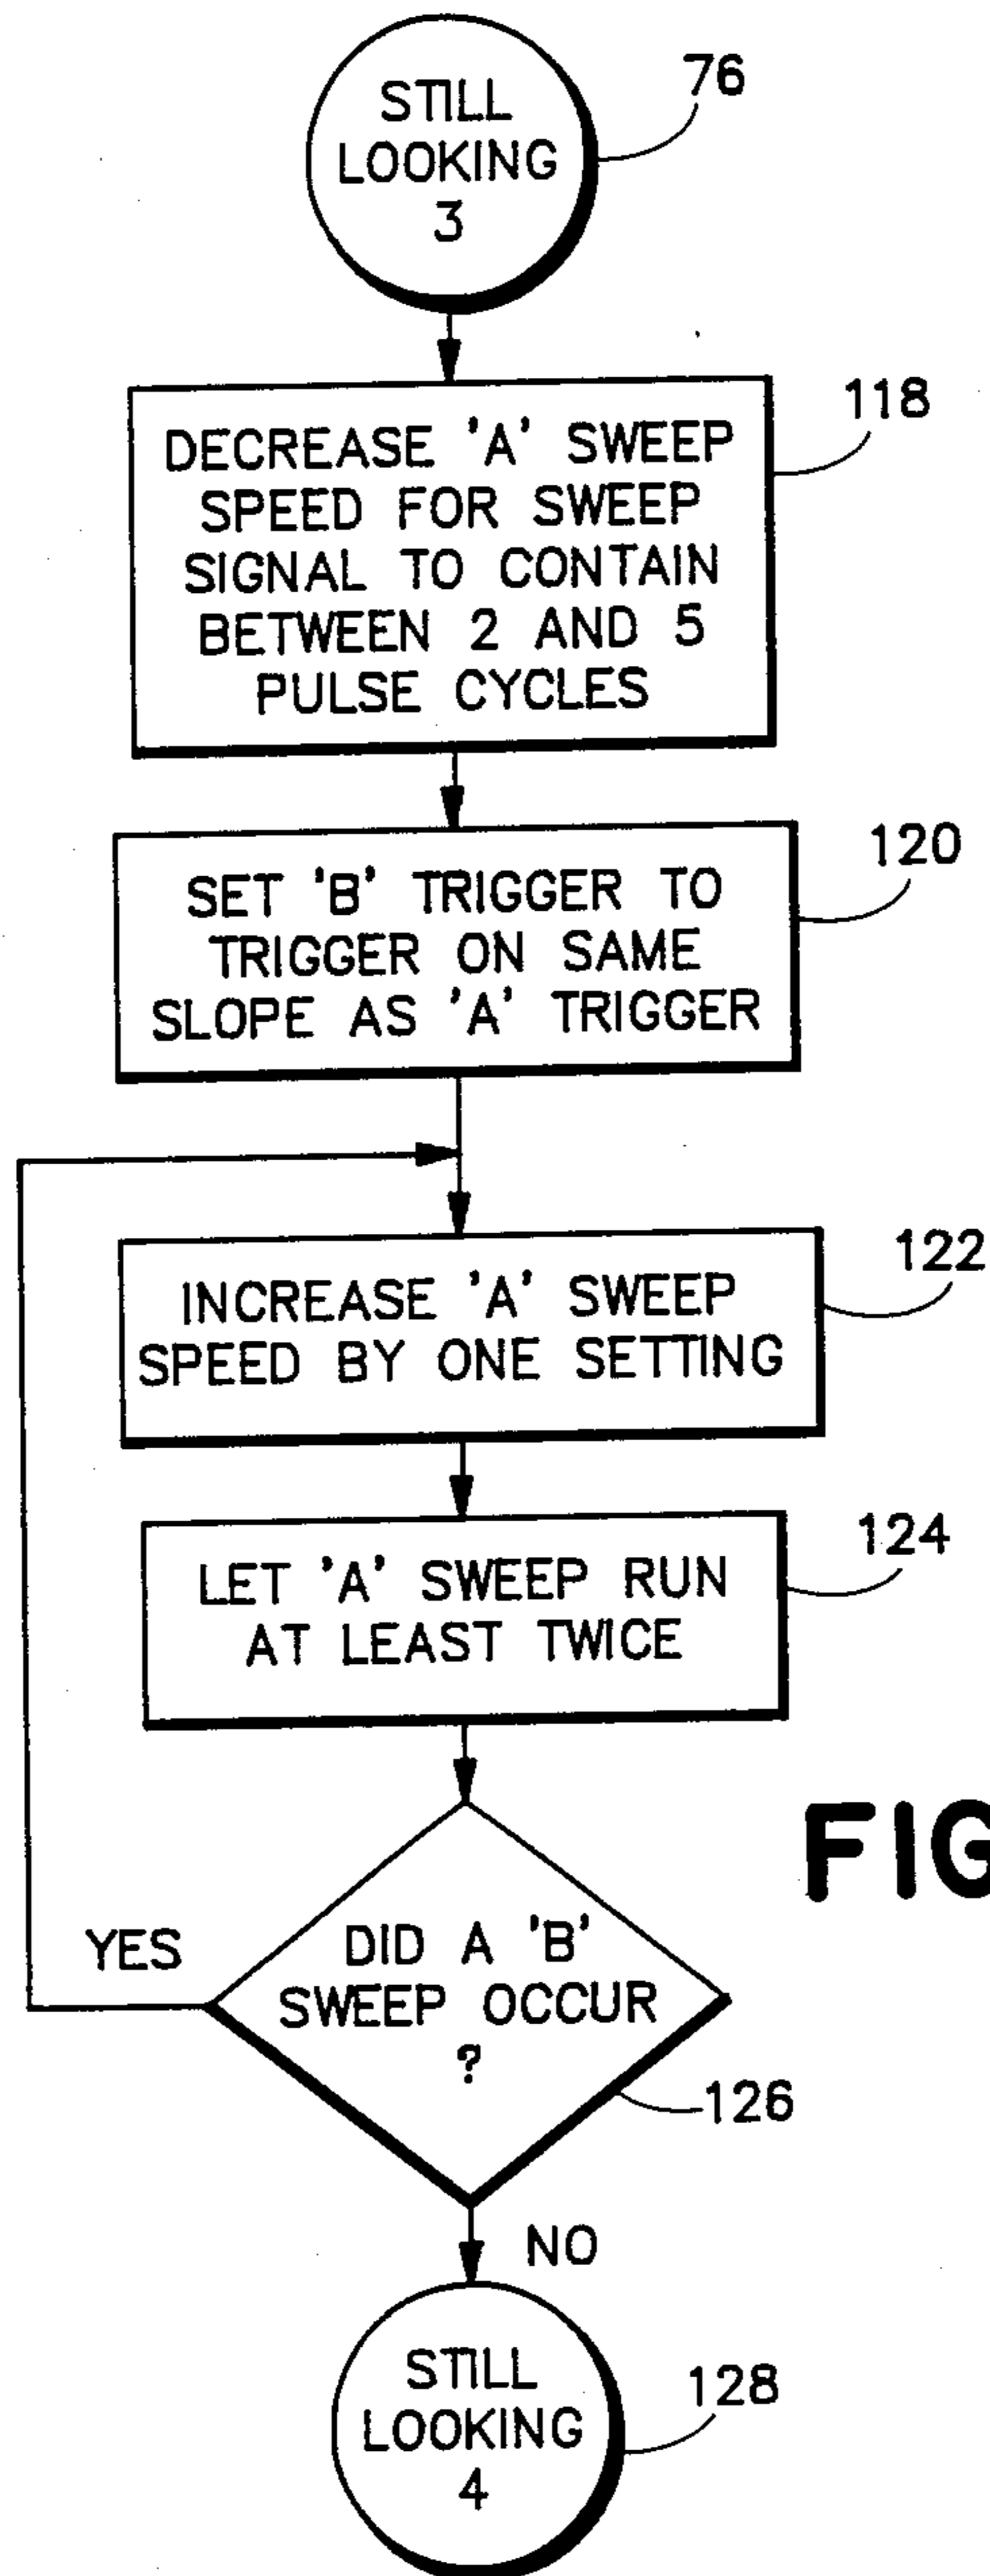 STILL
LOOKING
3
76
DECREASE 'A' SWEEP
SPEED FOR SWEEP
SIGNAL TO CONTAIN
BETWEEN 2 AND 5
PULSE CYCLES
118
SET 'B' TRIGGER TO
TRIGGER ON SAME
SLOPE AS 'A' TRIGGER
120
INCREASE 'A' SWEEP
SPEED BY ONE SETTING
122
LET 'A' SWEEP RUN
AT LEAST TWICE
124
FIG
YES
DID A 'B'
SWEEP OCCUR
?
126
NO
STILL
LOOKING
4
128